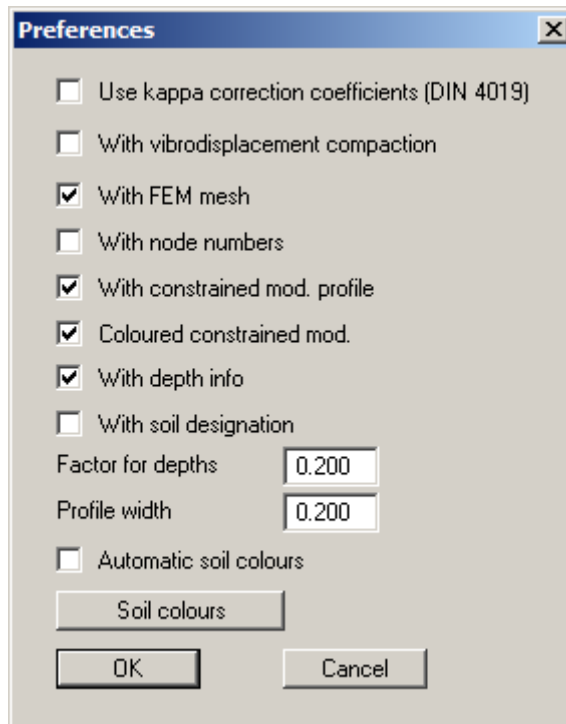 Preferences
Use kappa correction coefficients (DIN 4019)
With vibrodisplacement compaction
With FEM mesh
With node numbers
With constrained mod. profile
Coloured constrained mod.
With depth info
With soil designation
Factor for depths 0.200
Profile width 0.200
Automatic soil colours
Soil colours
OK Cancel